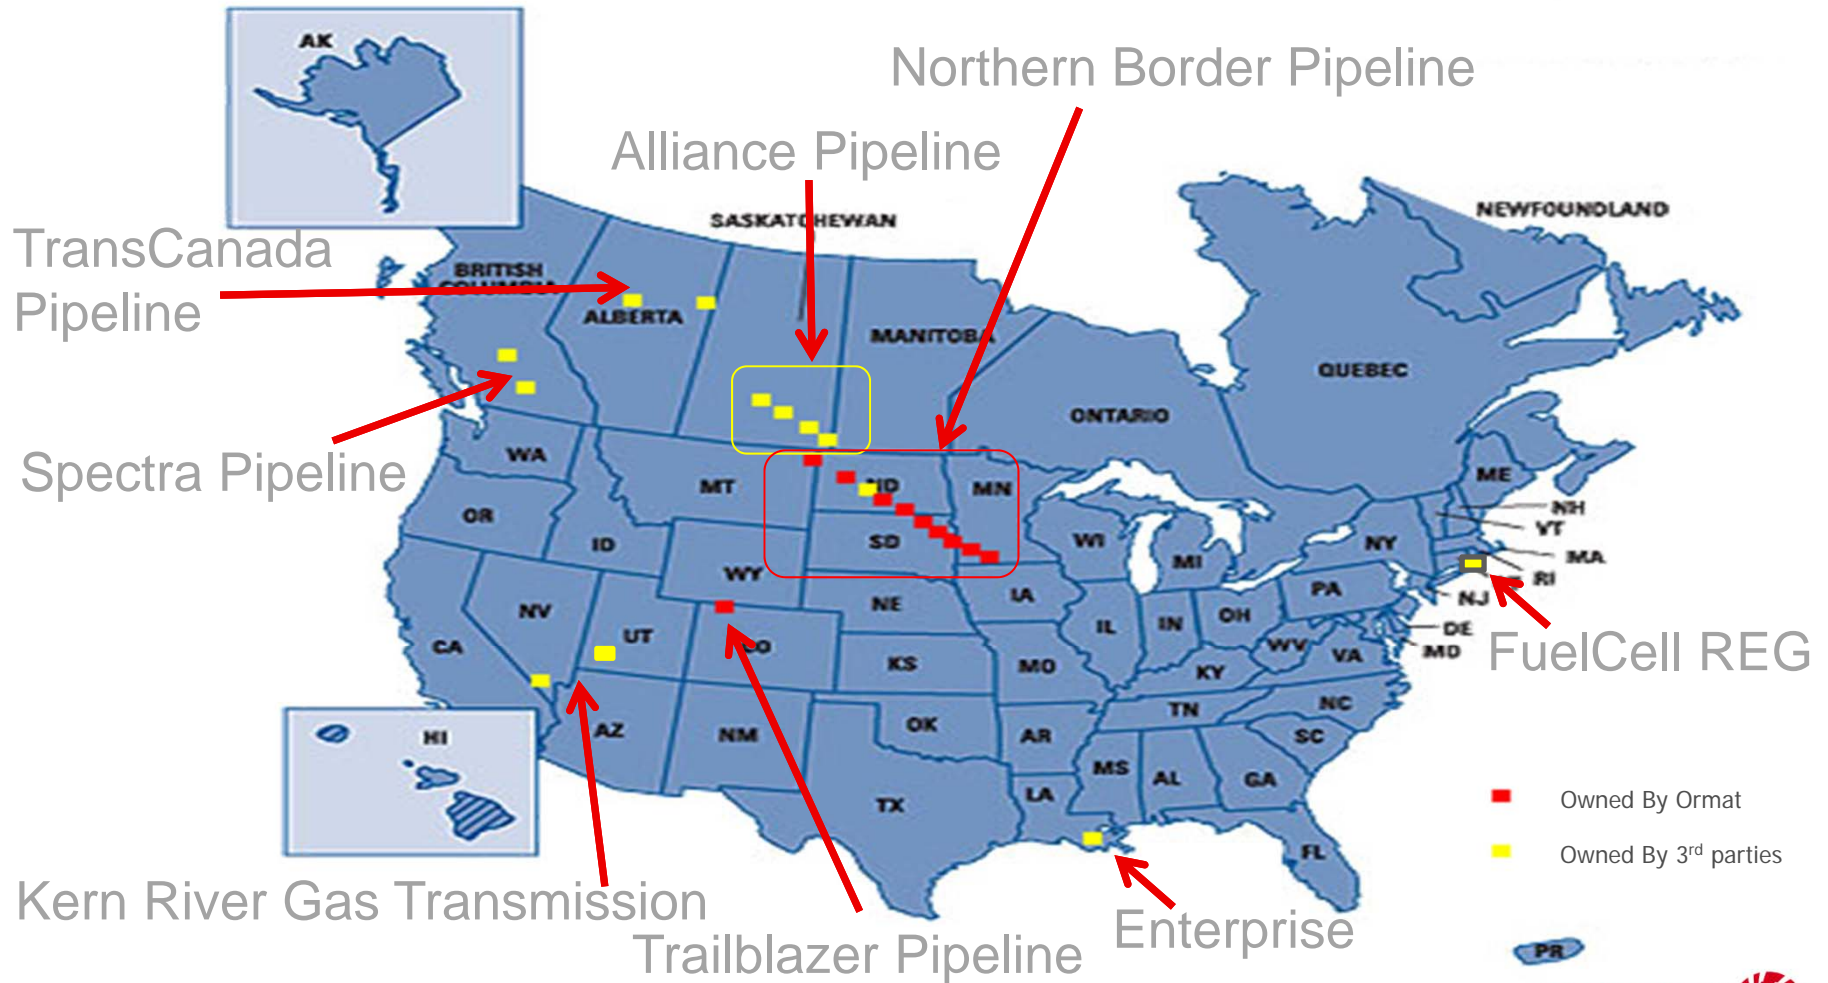 AK
Northern Border Pipeline
Alliance Pipeline
SASKATCHEWAN
NEWFOUNDLAND
TransCanada
Pipeline
BRITISH
COLUMBIA
ALBERTA
MANITOBA
QUEBEC
ONTARIO
Spectra Pipeline
WA
MT
ND
MN
ME
NH
VT
OR
ID
SD
WI
MI
NY
MA
RI
WY
NV
UT
CO
NE
IA
IL
IN
OH
PA
NJ
DE
MD
WV
VA
FuelCell REG
CA
KS
MO
KY
TN
NC
AZ
NM
OK
AR
SC
HI
MS
AL
GA
LA
TX
FL
Owned By Ormat
Owned By 3rd parties
Kern River Gas Transmission
Trailblazer Pipeline
Enterprise
PR